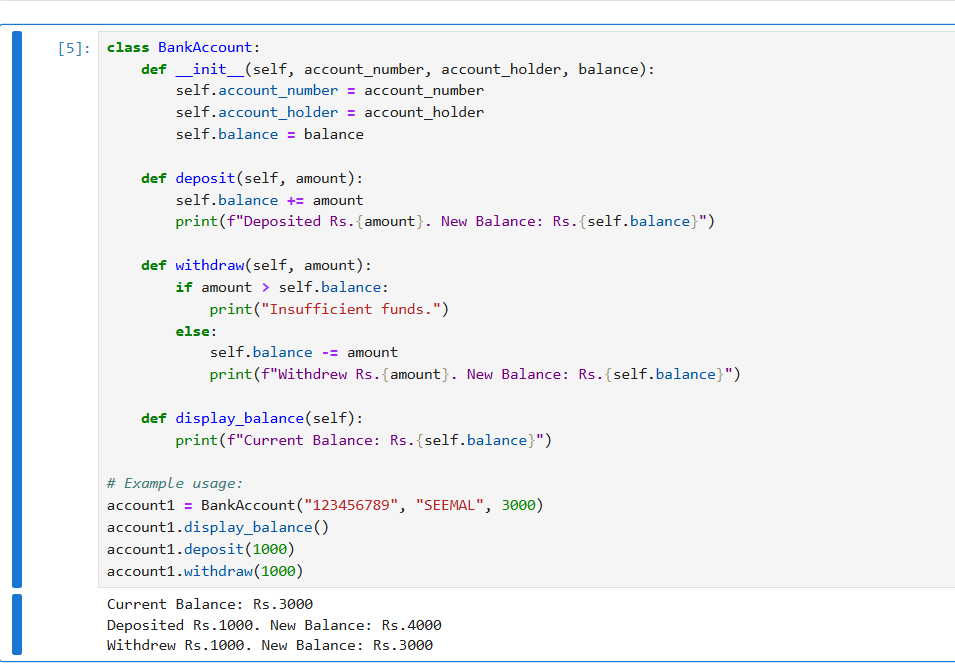 [5]: class BankAccount:
    def __init__(self, account_number, account_holder, balance):
        self.account_number = account_number
        self.account_holder = account_holder
        self.balance = balance

    def deposit(self, amount):
        self.balance += amount
        print(f"Deposited Rs.{amount}. New Balance: Rs.{self.balance}")

    def withdraw(self, amount):
        if amount > self.balance:
            print("Insufficient funds.")
        else:
            self.balance -= amount
            print(f"Withdrew Rs.{amount}. New Balance: Rs.{self.balance}")

    def display_balance(self):
        print(f"Current Balance: Rs.{self.balance}")

# Example usage:
account1 = BankAccount("123456789", "SEEMAL", 3000)
account1.display_balance()
account1.deposit(1000)
account1.withdraw(1000)
Current Balance: Rs.3000
Deposited Rs.1000. New Balance: Rs.4000
Withdrew Rs.1000. New Balance: Rs.3000